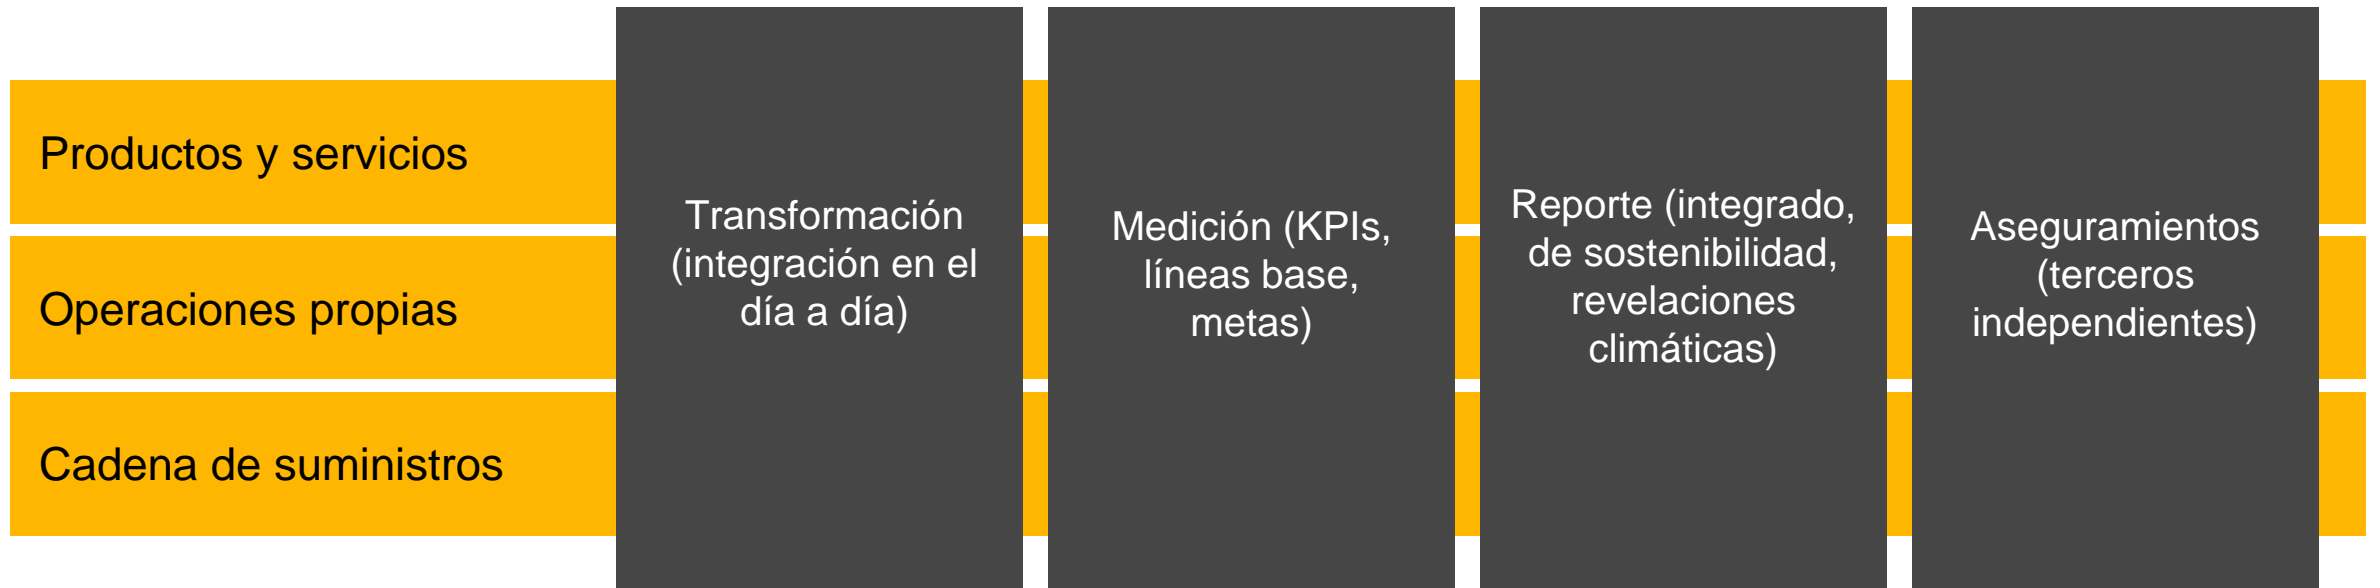 Productos y servicios
Operaciones propias
Cadena de suministros
Transformación
(integración en el
día a día)
Medición (KPIs,
líneas base,
metas)
Reporte (integrado,
de sostenibilidad,
revelaciones
climáticas)
Aseguramientos
(terceros
independientes)